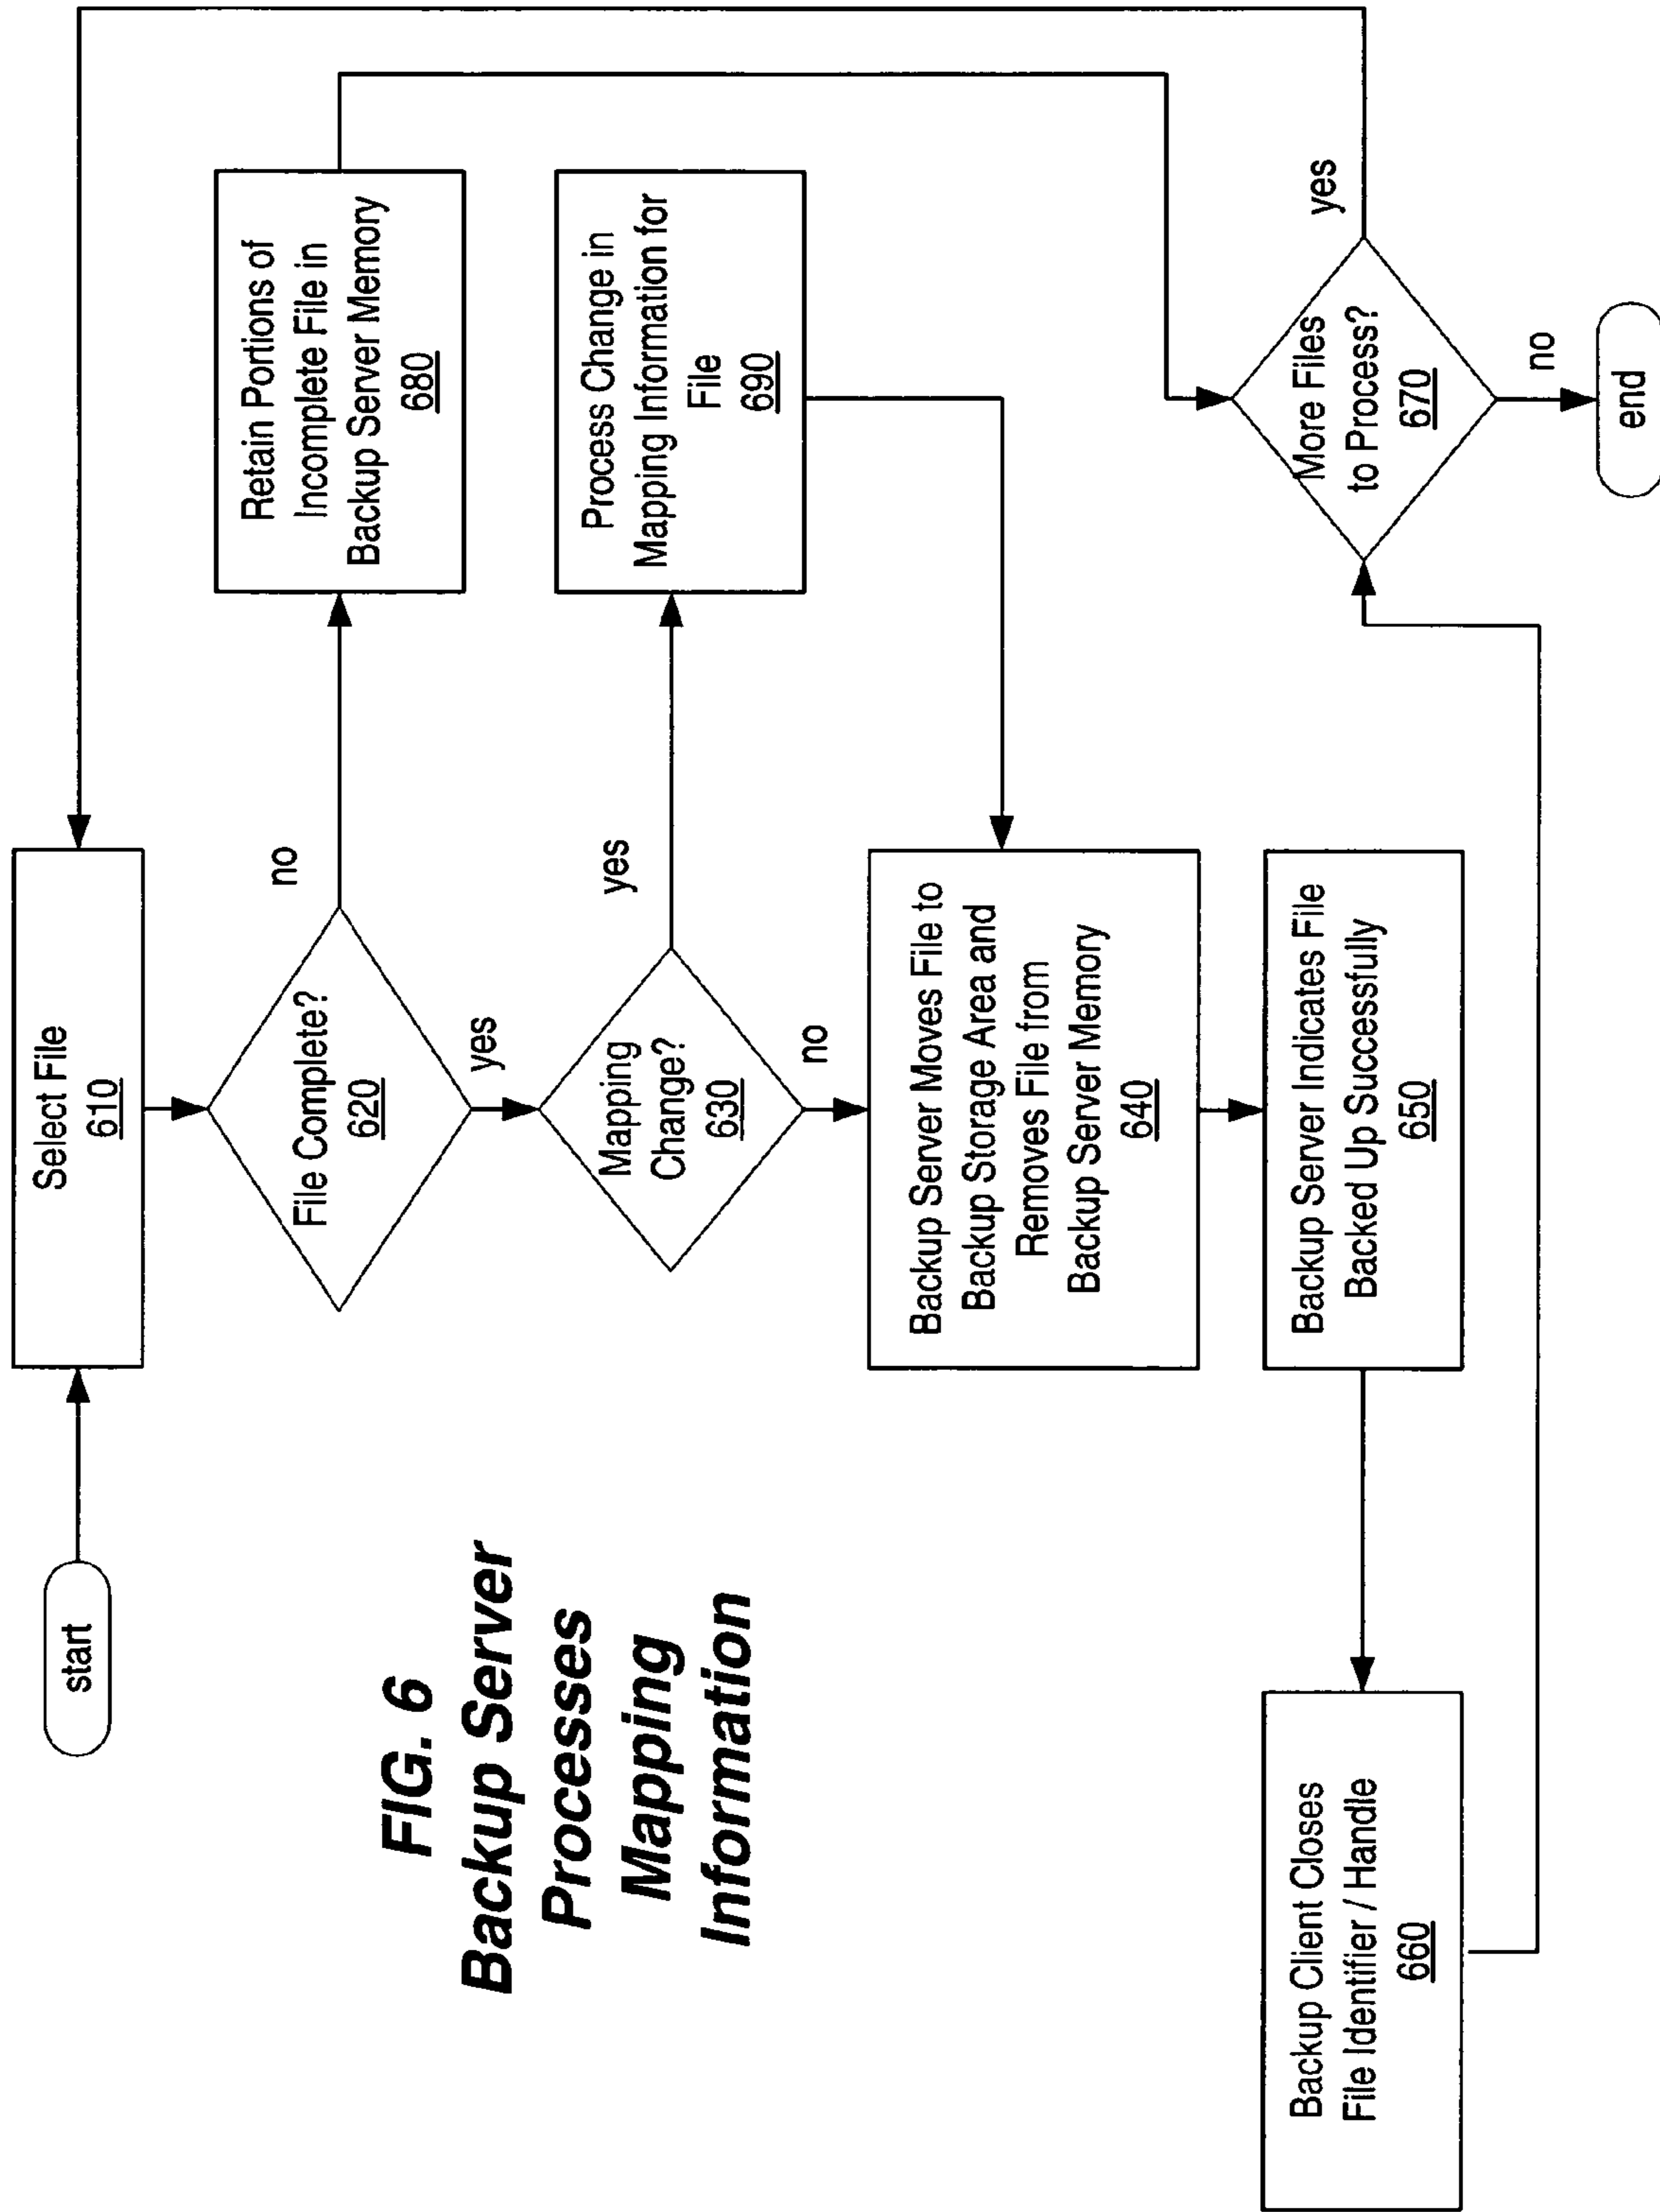 start
Select File
610
File Complete?
620
no
yes
Retain Portions of
Incomplete File in
Backup Server Memory
680
Mapping
Change?
630
yes
no
Process Change in
Mapping Information for
File
690
Backup Server Moves File to
Backup Storage Area and
Removes File from
Backup Server Memory
640
Backup Server Indicates File
Backed Up Successfully
650
Backup Client Closes
File Identifier / Handle
660
More Files
to Process?
670
yes
no
end
FIG. 6
Backup Server
Processes
Mapping
Information